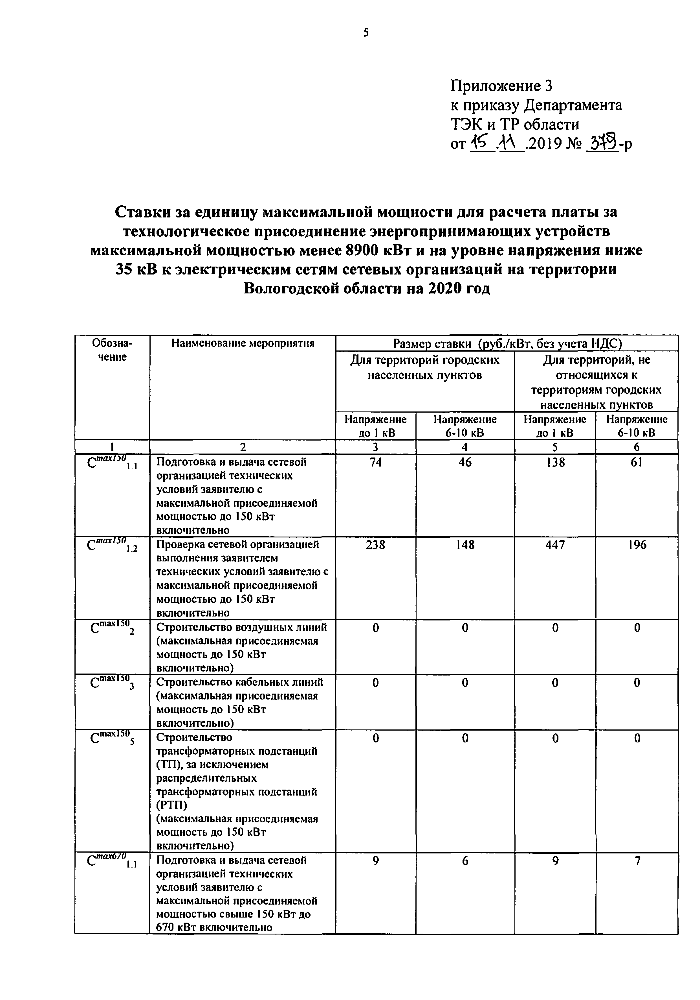 5
Приложение 3
к приказу Департамента
ТЭК и ТР области
от 15.11.2019 № 379-р
Ставки за единицу максимальной мощности для расчета платы за
технологическое присоединение энергопринимающих устройств
максимальной мощностью менее 8900 кВт и на уровне напряжения ниже
35 кВ к электрическим сетям сетевых организаций на территории
Вологодской области на 2020 год
Обозна-
чение
Наименование мероприятия
Размер ставки (руб./кВт, без учета НДС)
Для территорий городских
населенных пунктов
Для территорий, не
относящихся к
территориям городских
населенных пунктов
Напряжение
до 1 кВ
Напряжение
6-10 кВ
Напряжение
до 1 кВ
Напряжение
6-10 кВ
1 2 3 4 5 6
C^max150 1.1
Подготовка и выдача сетевой
организацией технических
условий заявителю с
максимальной присоединяемой
мощностью до 150 кВт
включительно
74 46 138 61
C^max150 1.2
Проверка сетевой организацией
выполнения заявителем
технических условий заявителю с
максимальной присоединяемой
мощностью до 150 кВт
включительно
238 148 447 196
C^max150 2
Строительство воздушных линий
(максимальная присоединяемая
мощность до 150 кВт
включительно)
0 0 0 0
C^max150 3
Строительство кабельных линий
(максимальная присоединяемая
мощность до 150 кВт
включительно)
0 0 0 0
C^max150 5
Строительство
трансформаторных подстанций
(ТП), за исключением
распределительных
трансформаторных подстанций
(РТП)
(максимальная присоединяемая
мощность до 150 кВт
включительно)
0 0 0 0
C^max670 1.1
Подготовка и выдача сетевой
организацией технических
условий заявителю с
максимальной присоединяемой
мощностью свыше 150 кВт до
670 кВт включительно
9 6 9 7